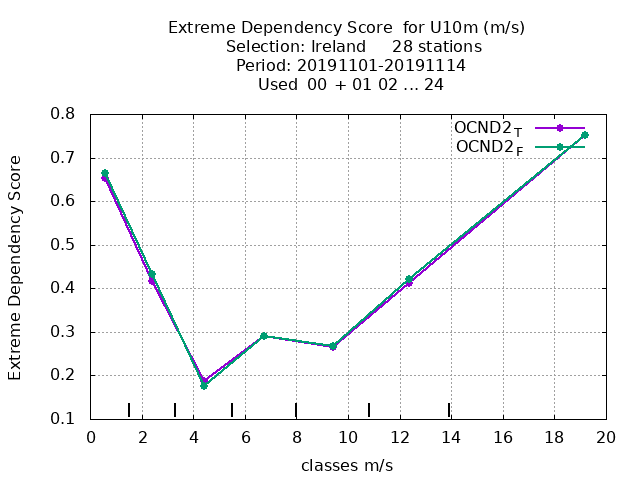 Extreme Dependency Score for U10m (m/s)
Selection: Ireland 28 stations
Period: 20191101-20191114
Used 00 + 01 02 ... 24
OCND2T
OCND2F
Extreme Dependency Score
0.8
0.7
0.6
0.5
0.4
0.3
0.2
0.1
0 2 4 6 8 10 12 14 16 18 20
classes m/s